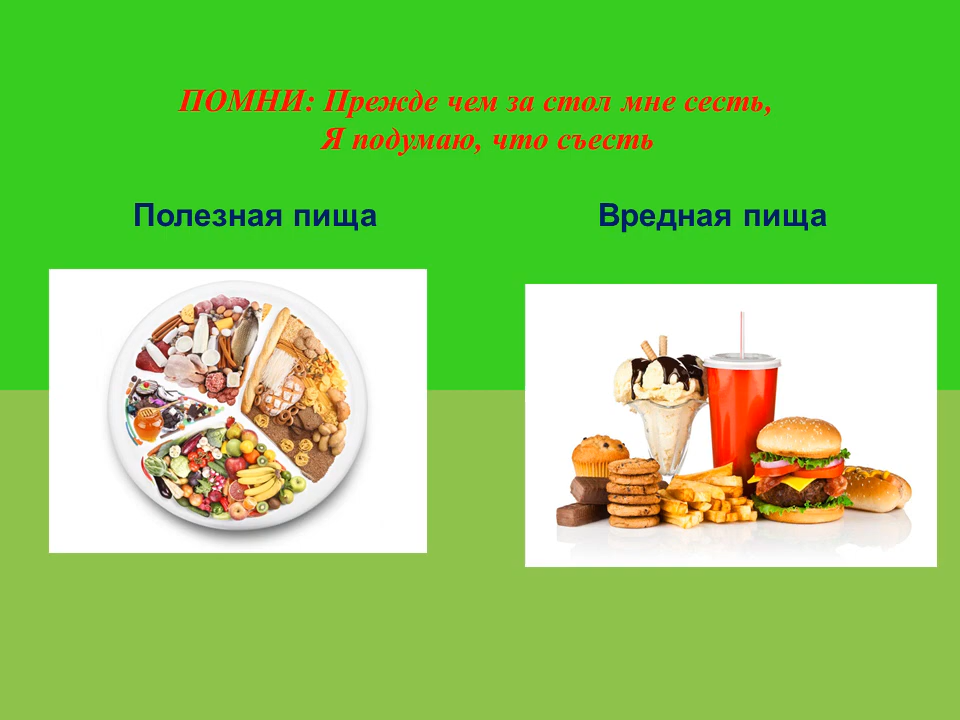 ПОМНИ: Прежде чем за стол мне сесть,
Я подумаю, что съесть
Полезная пища
Вредная пища